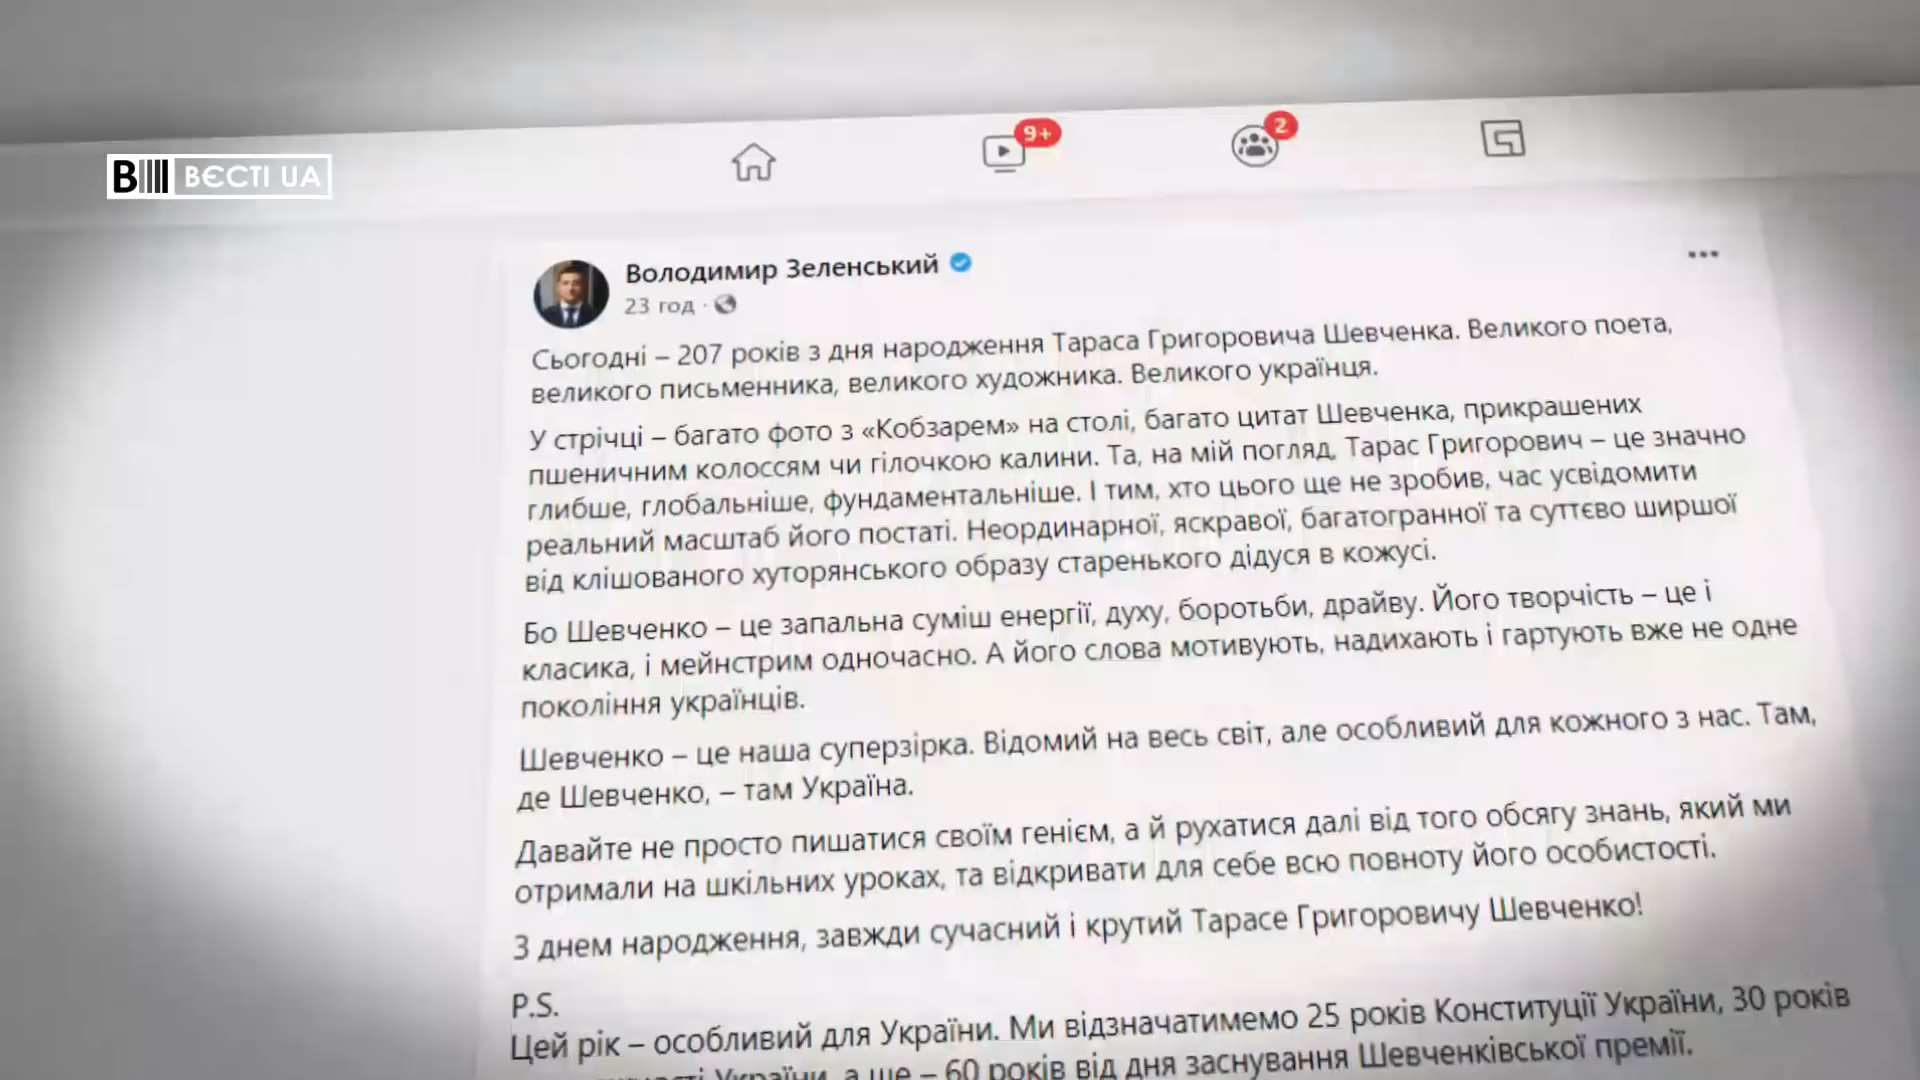 9+
2
В ВЄСТІ UA
Володимир Зеленський
23 год ·
Сьогодні – 207 років з дня народження Тараса Григоровича Шевченка. Великого поета,
великого письменника, великого художника. Великого українця.
У стрічці – багато фото з «Кобзарем» на столі, багато цитат Шевченка, прикрашених
пшеничним колоссям чи гілочкою калини. Та, на мій погляд, Тарас Григорович – це значно
глибше, глобальніше, фундаментальніше. І тим, хто цього ще не зробив, час усвідомити
реальний масштаб його постаті. Неординарної, яскравої, багатогранної та суттєво ширшої
від клішованого хуторянського образу старенького дідуся в кожусі.
Бо Шевченко – це запальна суміш енергії, духу, боротьби, драйву. Його творчість – це і
класика, і мейнстрим одночасно. А його слова мотивують, надихають і гартують вже не одне
покоління українців.
Шевченко – це наша суперзірка. Відомий на весь світ, але особливий для кожного з нас. Там,
де Шевченко, – там Україна.
Давайте не просто пишатися своїм генієм, а й рухатися далі від того обсягу знань, який ми
отримали на шкільних уроках, та відкривати для себе всю повноту його особистості.
З днем народження, завжди сучасний і крутий Тарасе Григоровичу Шевченко!
P.S.
Цей рік – особливий для України. Ми відзначатимемо 25 років Конституції України, 30 років
України, а ще – 60 років від дня заснування Шевченківської премії.